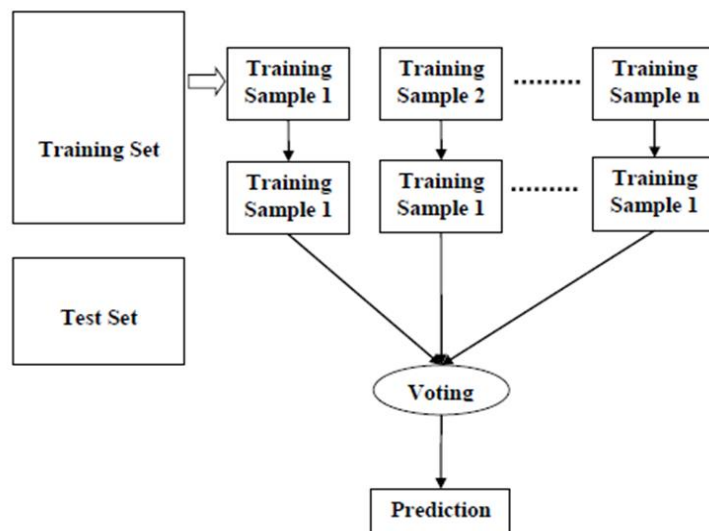 Training Set
Test Set
Training
Sample 1
Training
Sample 2
Training
Sample n
Training
Sample 1
Training
Sample 1
Training
Sample 1
Voting
Prediction